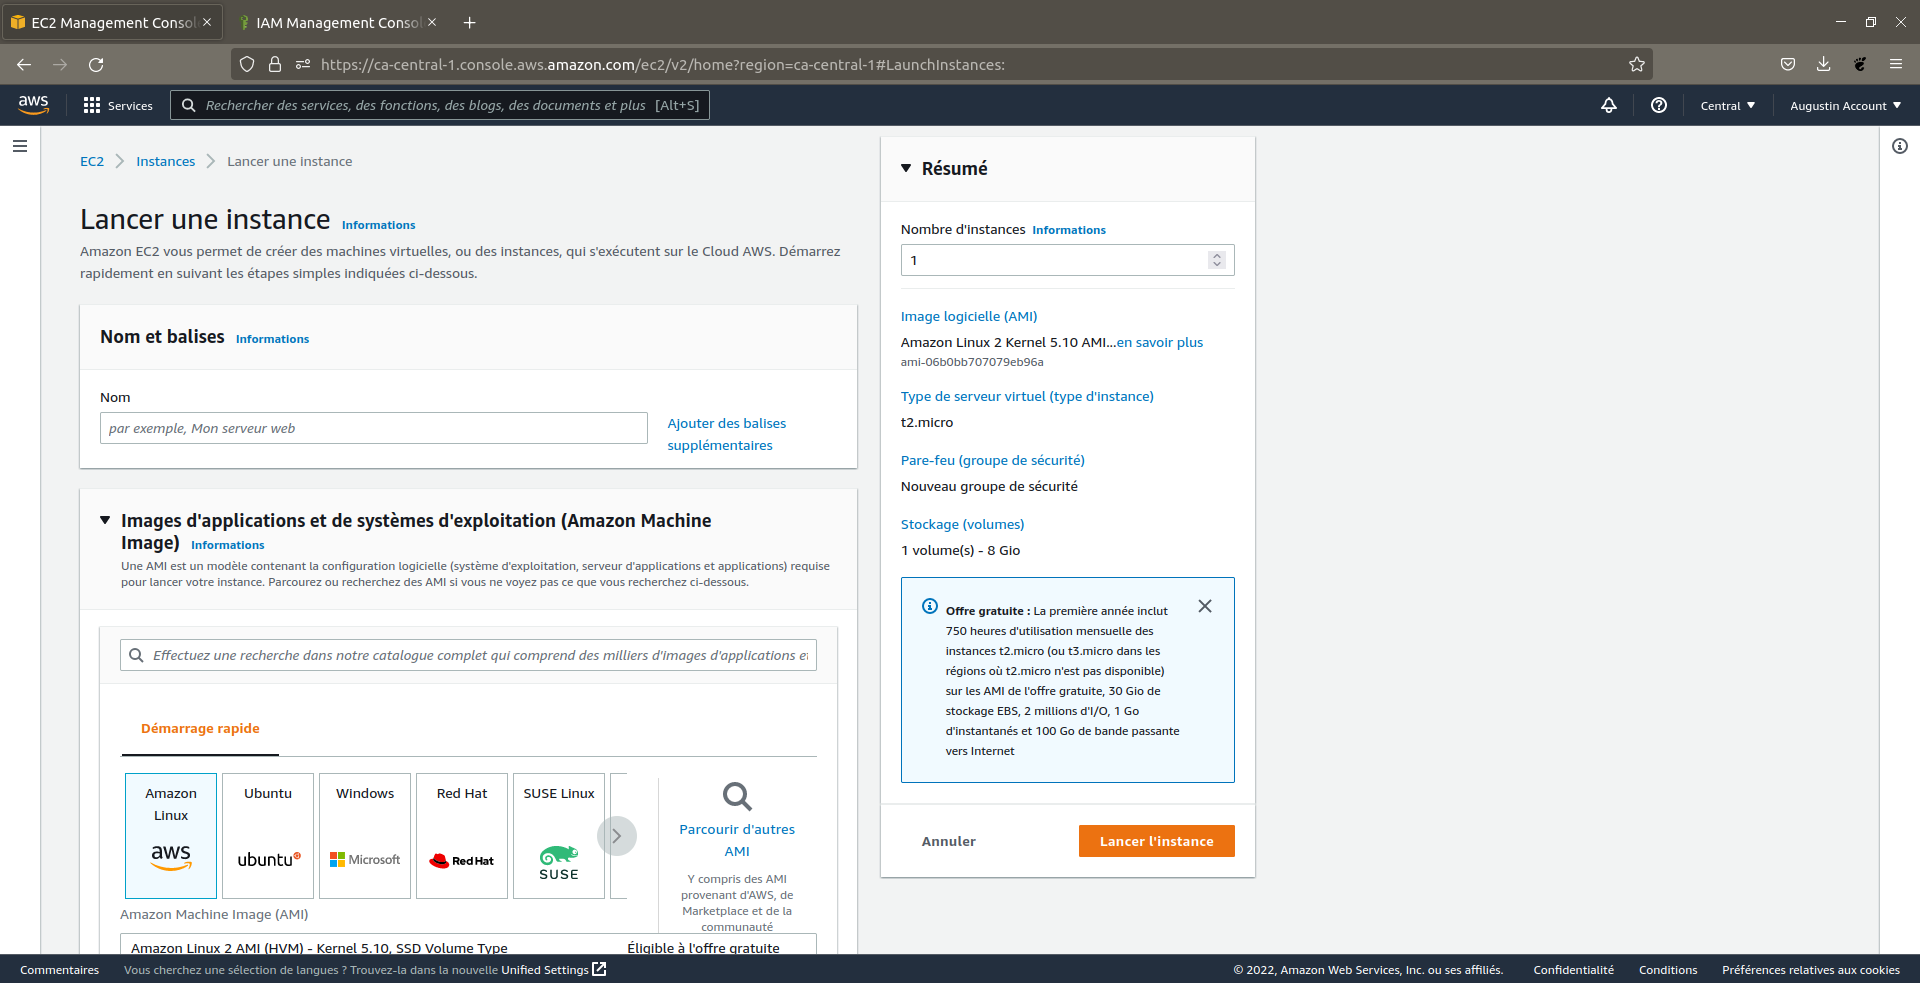 EC2 Management Consol
IAM Management Consol
https://ca-central-1.console.aws.amazon.com/ec2/v2/home?region=ca-central-1#LaunchInstances:
aws
Services
Rechercher des services, des fonctions, des blogs, des documents et plus [Alt+S]
Central
Augustin Account
EC2
Instances
Lancer une instance
Lancer une instance Informations
Amazon EC2 vous permet de créer des machines virtuelles, ou des instances, qui s'exécutent sur le Cloud AWS. Démarrez
rapidement en suivant les étapes simples indiquées ci-dessous.
Nom et balises Informations
Nom
par exemple, Mon serveur web
Ajouter des balises
supplémentaires
Images d'applications et de systèmes d'exploitation (Amazon Machine
Image) Informations
Une AMI est un modèle contenant la configuration logicielle (système d'exploitation, serveur d'applications et applications) requise
pour lancer votre instance. Parcourez ou recherchez des AMI si vous ne voyez pas ce que vous recherchez ci-dessous.
Effectuez une recherche dans notre catalogue complet qui comprend des milliers d'images d'applications et
Démarrage rapide
Amazon
Linux
aws
Ubuntu
ubuntu
Windows
Microsoft
Red Hat
Red Hat
SUSE Linux
SUSE
Parcourir d'autres
AMI
Y compris des AMI
provenant d'AWS, de
Marketplace et de la
communauté
Amazon Machine Image (AMI)
Amazon Linux 2 AMI (HVM) - Kernel 5.10, SSD Volume Type
Éligible à l'offre gratuite
Résumé
Nombre d'instances Informations
1
Image logicielle (AMI)
Amazon Linux 2 Kernel 5.10 AMI...en savoir plus
ami-06b0bb707079eb96a
Type de serveur virtuel (type d'instance)
t2.micro
Pare-feu (groupe de sécurité)
Nouveau groupe de sécurité
Stockage (volumes)
1 volume(s) - 8 Gio
Offre gratuite : La première année inclut
750 heures d'utilisation mensuelle des
instances t2.micro (ou t3.micro dans les
régions où t2.micro n'est pas disponible)
sur les AMI de l'offre gratuite, 30 Gio de
stockage EBS, 2 millions d'I/O, 1 Go
d'instantanés et 100 Go de bande passante
vers Internet
Annuler
Lancer l'instance
Commentaires
Vous cherchez une sélection de langues ? Trouvez-la dans la nouvelle Unified Settings
© 2022, Amazon Web Services, Inc. ou ses affiliés.
Confidentialité
Conditions
Préférences relatives aux cookies